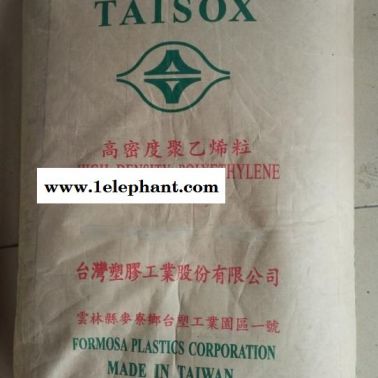 TAISOX
高密度聚乙烯粒
HIGH DENSITY POLYETHYLENE
www.1elephant.com
台灣塑膠工業股份有限公司
雲林縣麥寮鄉台塑工業園區一號
FORMOSA PLASTICS CORPORATION
MADE IN TAIWAN